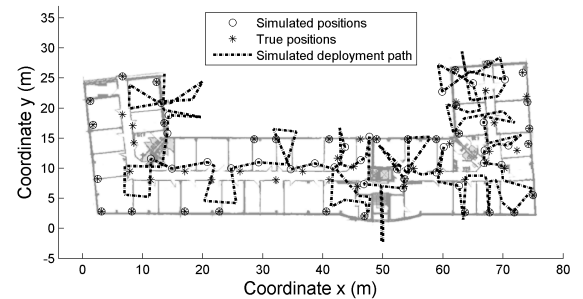 35
30
25
20
15
10
5
0
-5
Coordinate y (m)
Simulated positions
True positions
Simulated deployment path
0 10 20 30 40 50 60 70 80
Coordinate x (m)